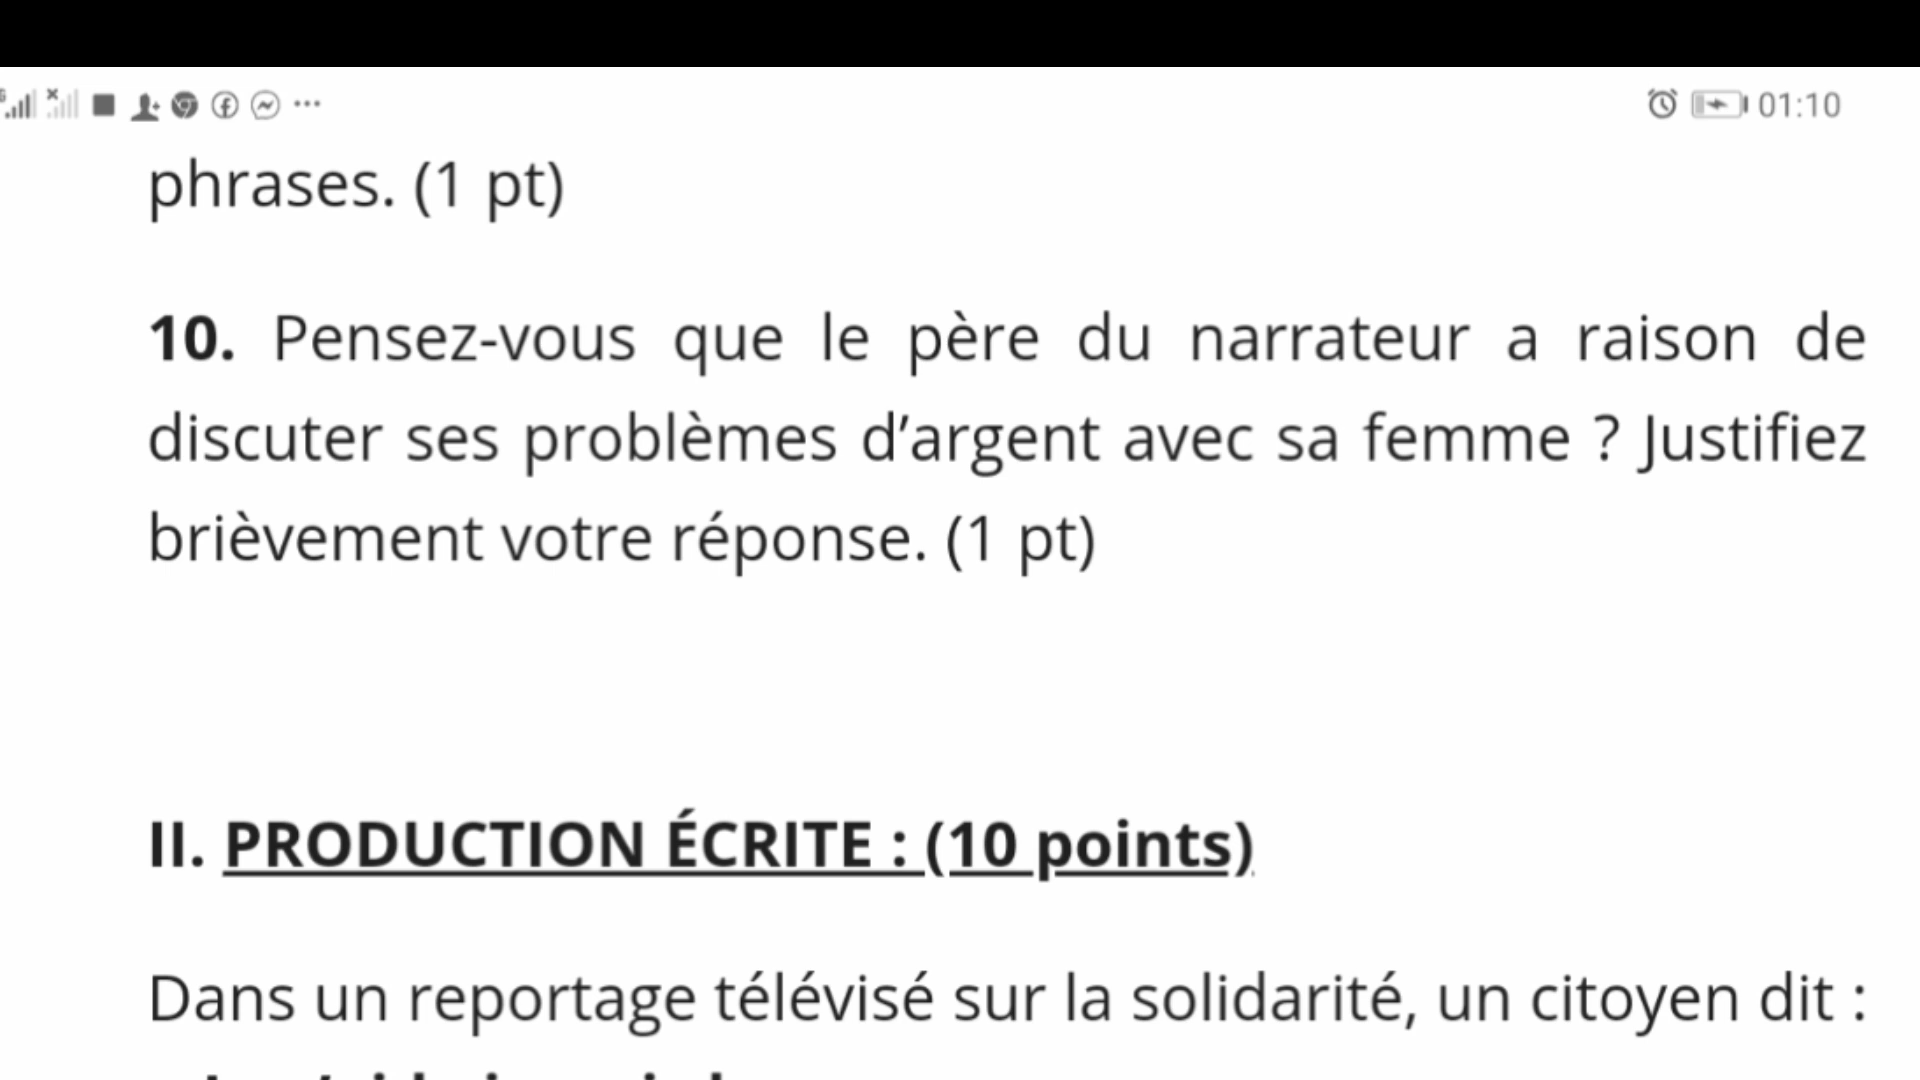 01:10
phrases. (1 pt)
10. Pensez-vous que le père du narrateur a raison de
discuter ses problèmes d’argent avec sa femme ? Justifiez
brièvement votre réponse. (1 pt)
II. PRODUCTION ÉCRITE : (10 points)
Dans un reportage télévisé sur la solidarité, un citoyen dit :